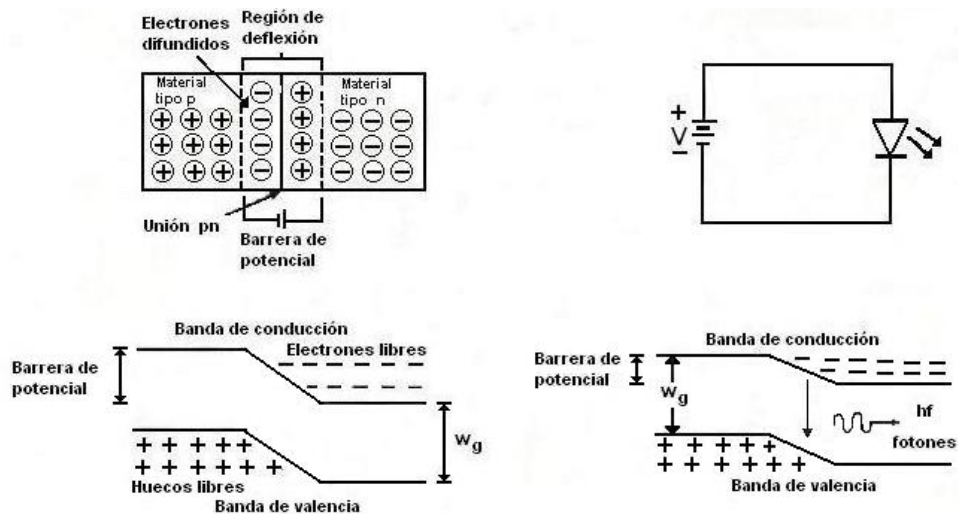 Electrones
difundidos
Región de
deflexión
Material
tipo p
Material
tipo n
Unión pn
Barrera de
potencial
+
V
-
Banda de conducción
Electrones libres
Barrera de
potencial
Wg
Huecos libres
Banda de valencia
Banda de conducción
Barrera de
potencial
Wg
hf
fotones
Banda de valencia